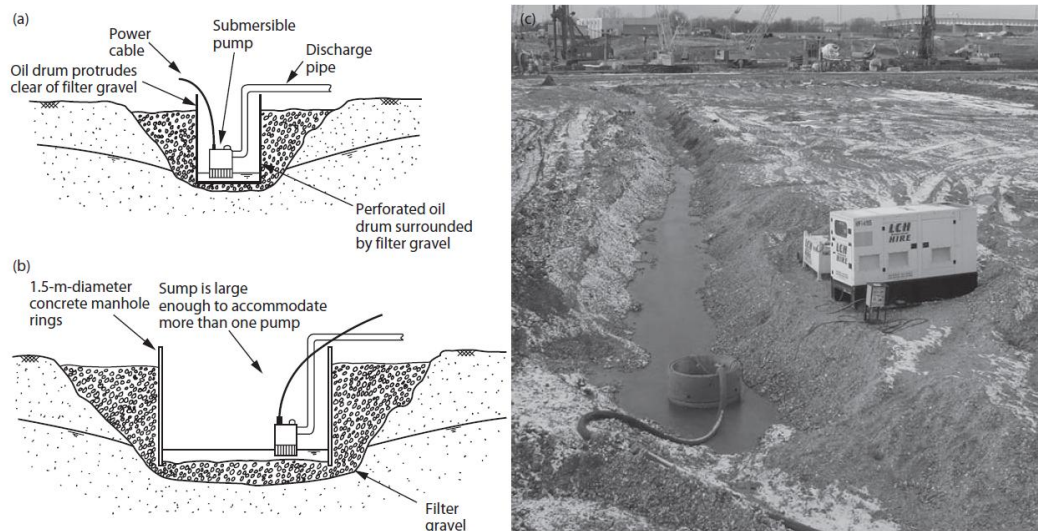 (a)
Power
cable
Submersible
pump
Discharge
pipe
Oil drum protrudes
clear of filter gravel
Perforated oil
drum surrounded
by filter gravel
(b)
1.5-m-diameter
concrete manhole
rings
Sump is large
enough to accommodate
more than one pump
Filter
gravel
(c)
LCH
HIRE
LCH
HIRE